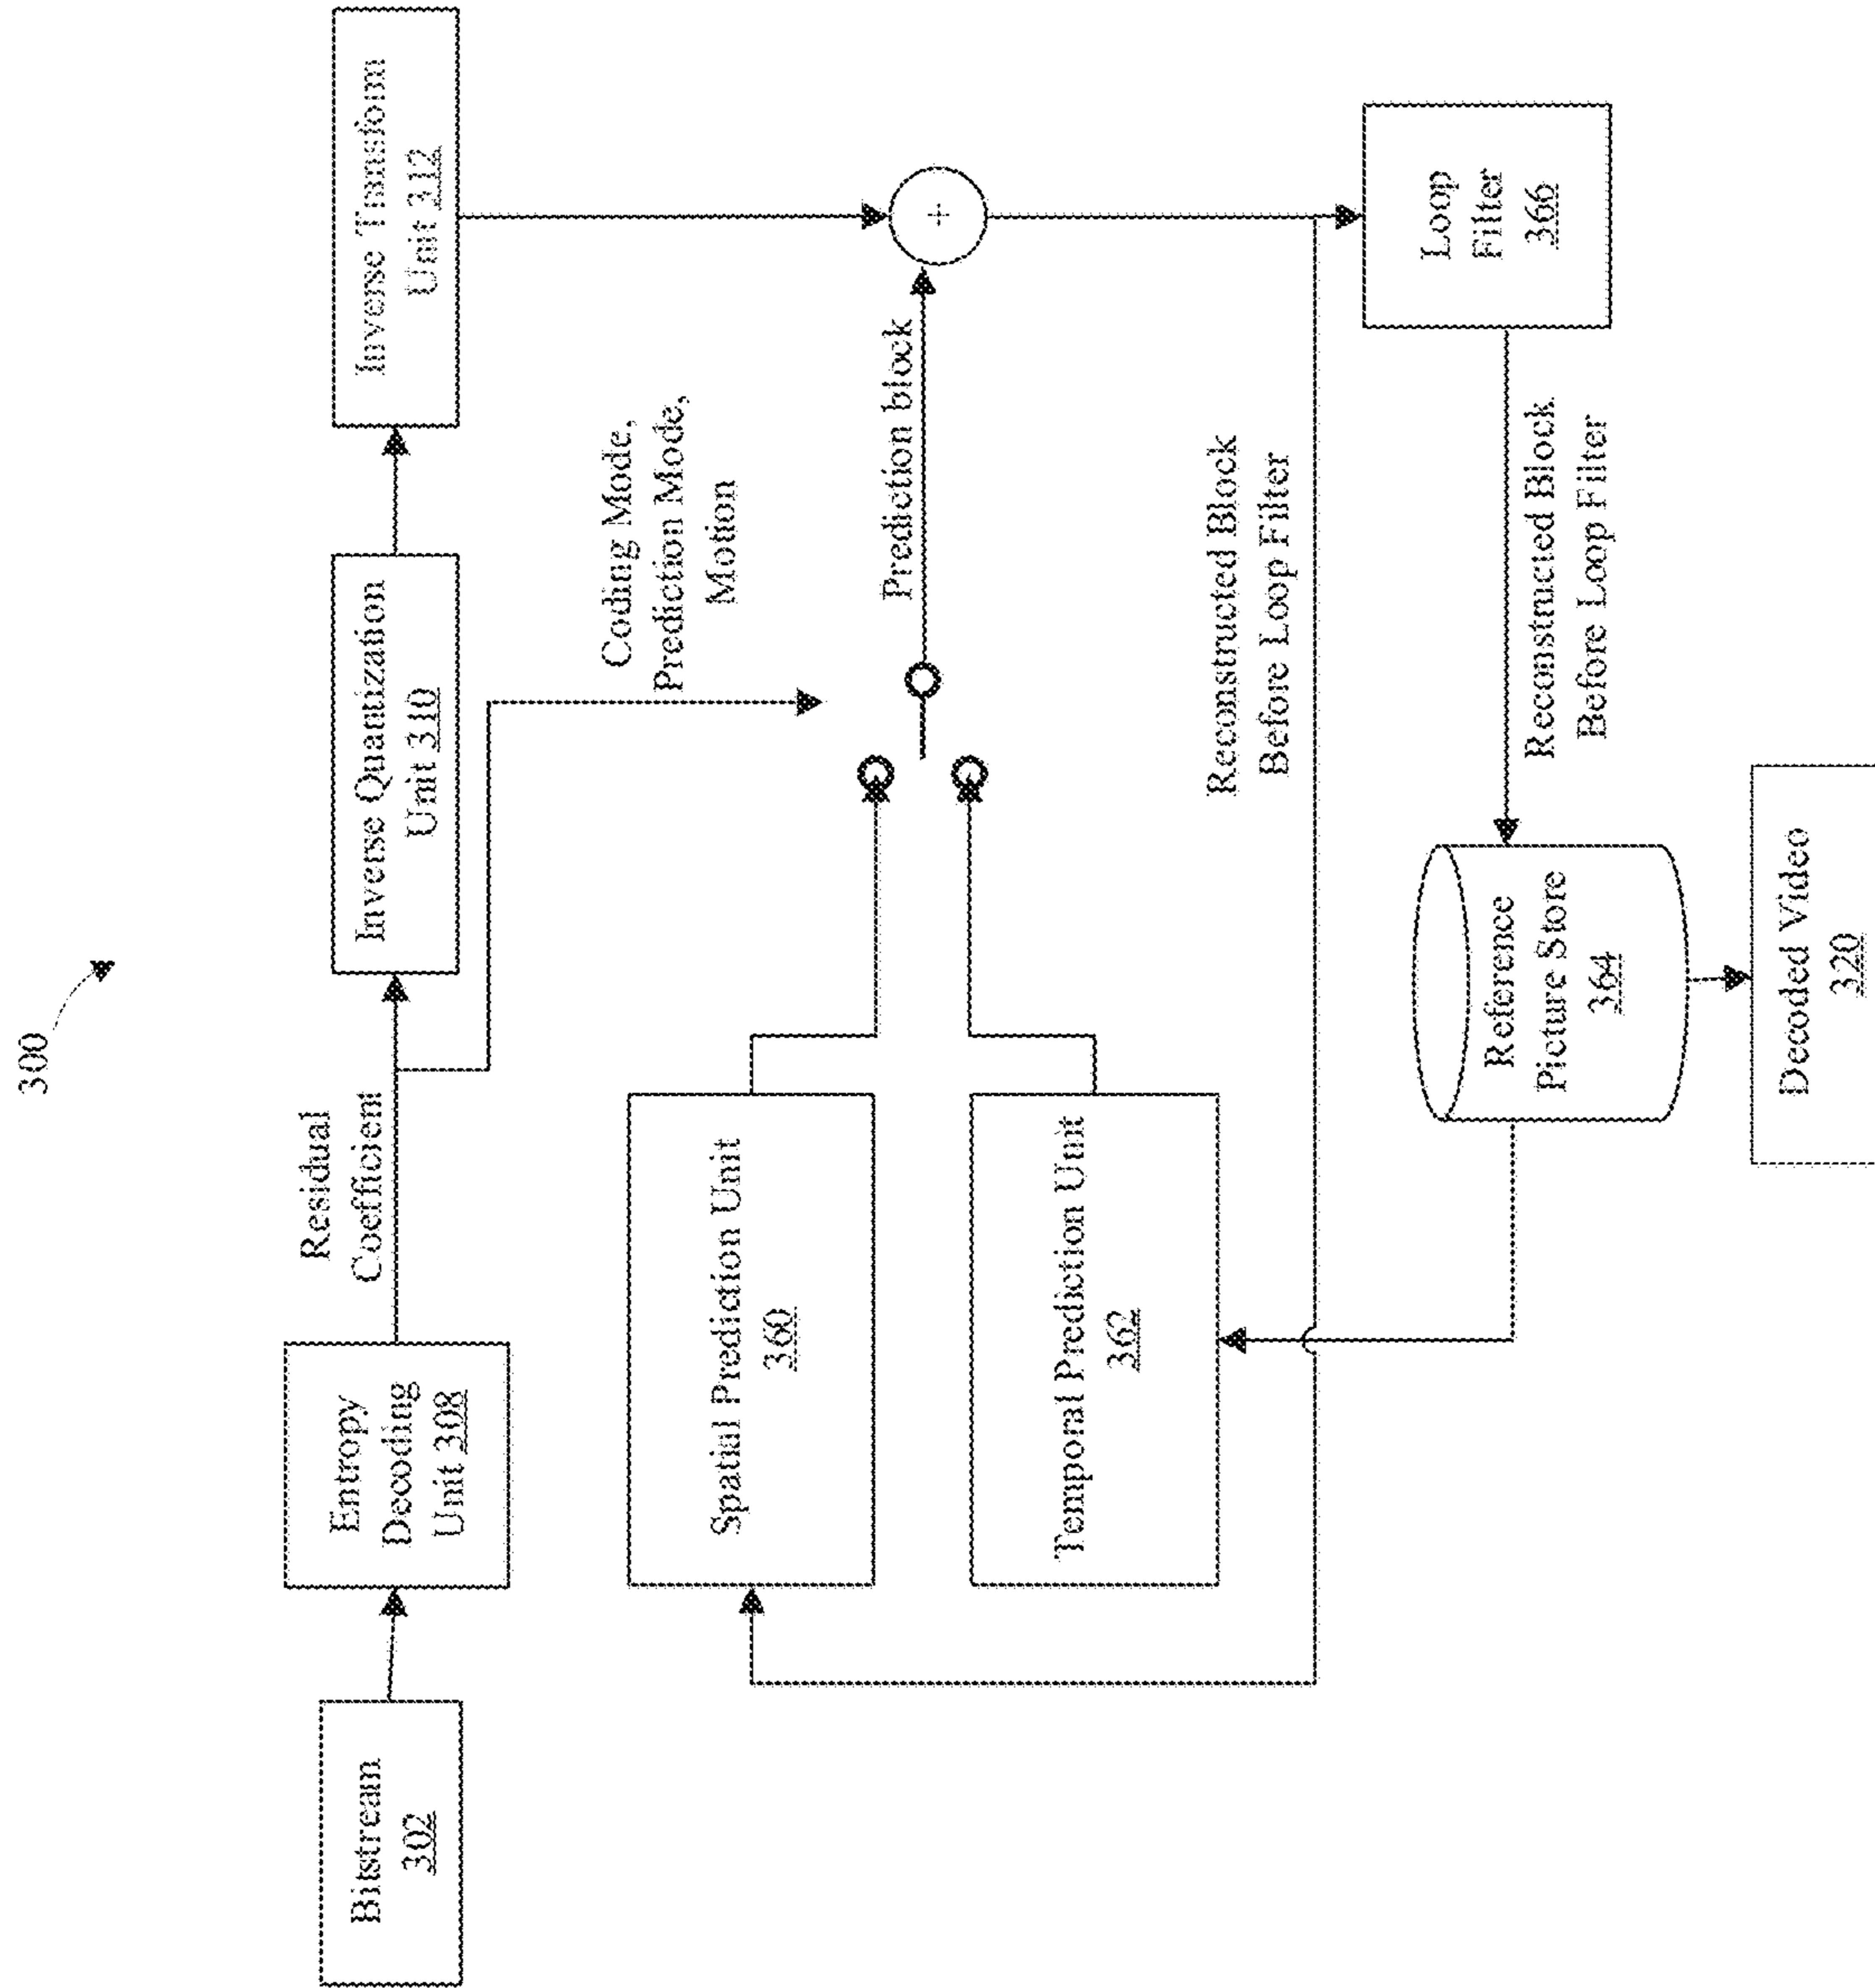 300
Bitstream
302
Entropy
Decoding
Unit 308
Residual
Coefficient
Inverse Quantization
Unit 310
Inverse Transfom
Unit 312
Coding Mode,
Prediction Mode,
Motion
Spatial Prediction Unit
360
Temporal Prediction Unit
362
Prediction block
+
Reconstructed Block
Before Loop Filter
Loop
Filter
366
Reconstructed Block
Before Loop Filter
Reference
Picture Store
364
Decoded Video
320